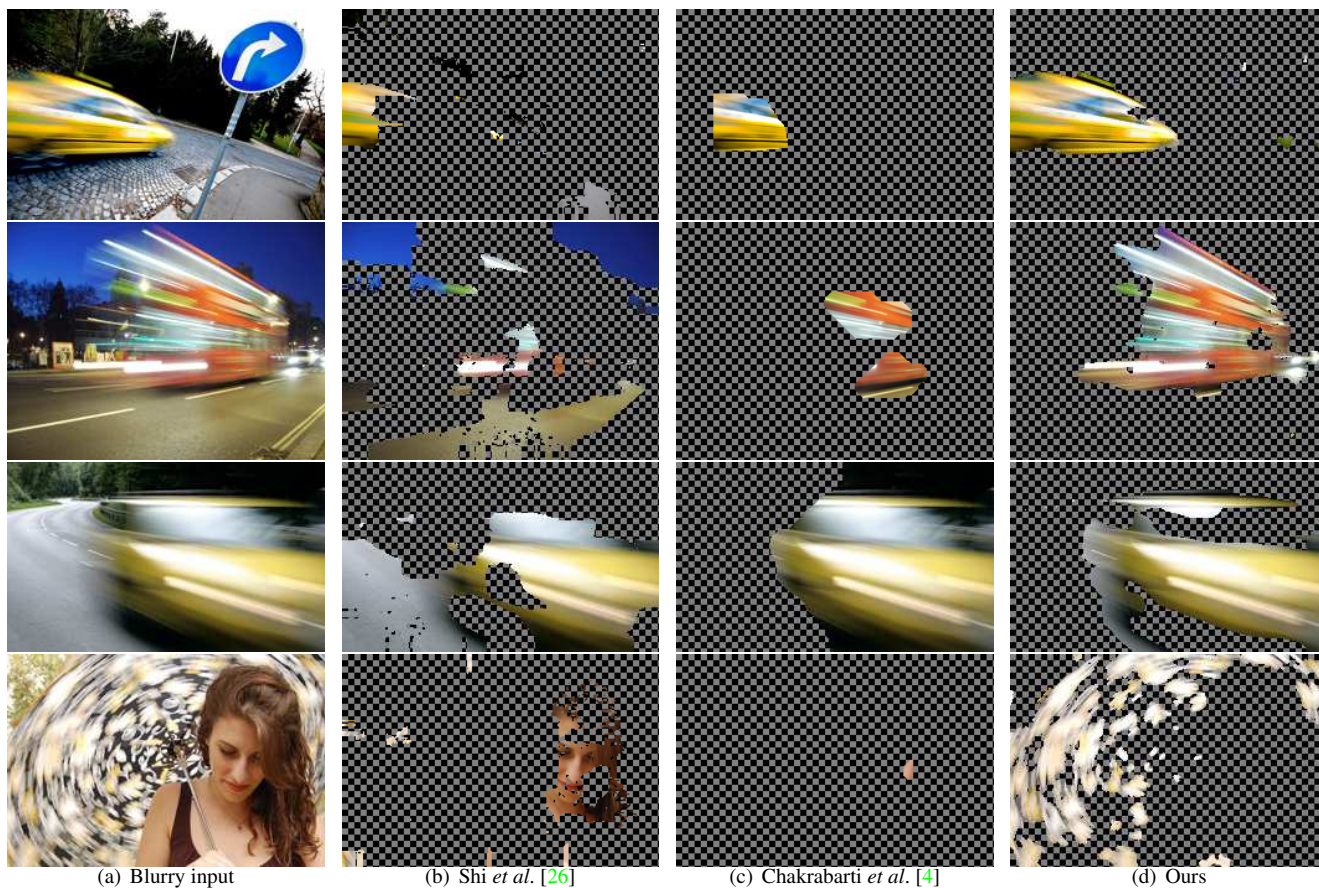 (a) Blurry input
(b) Shi et al. [26]
(c) Chakrabarti et al. [4]
(d) Ours